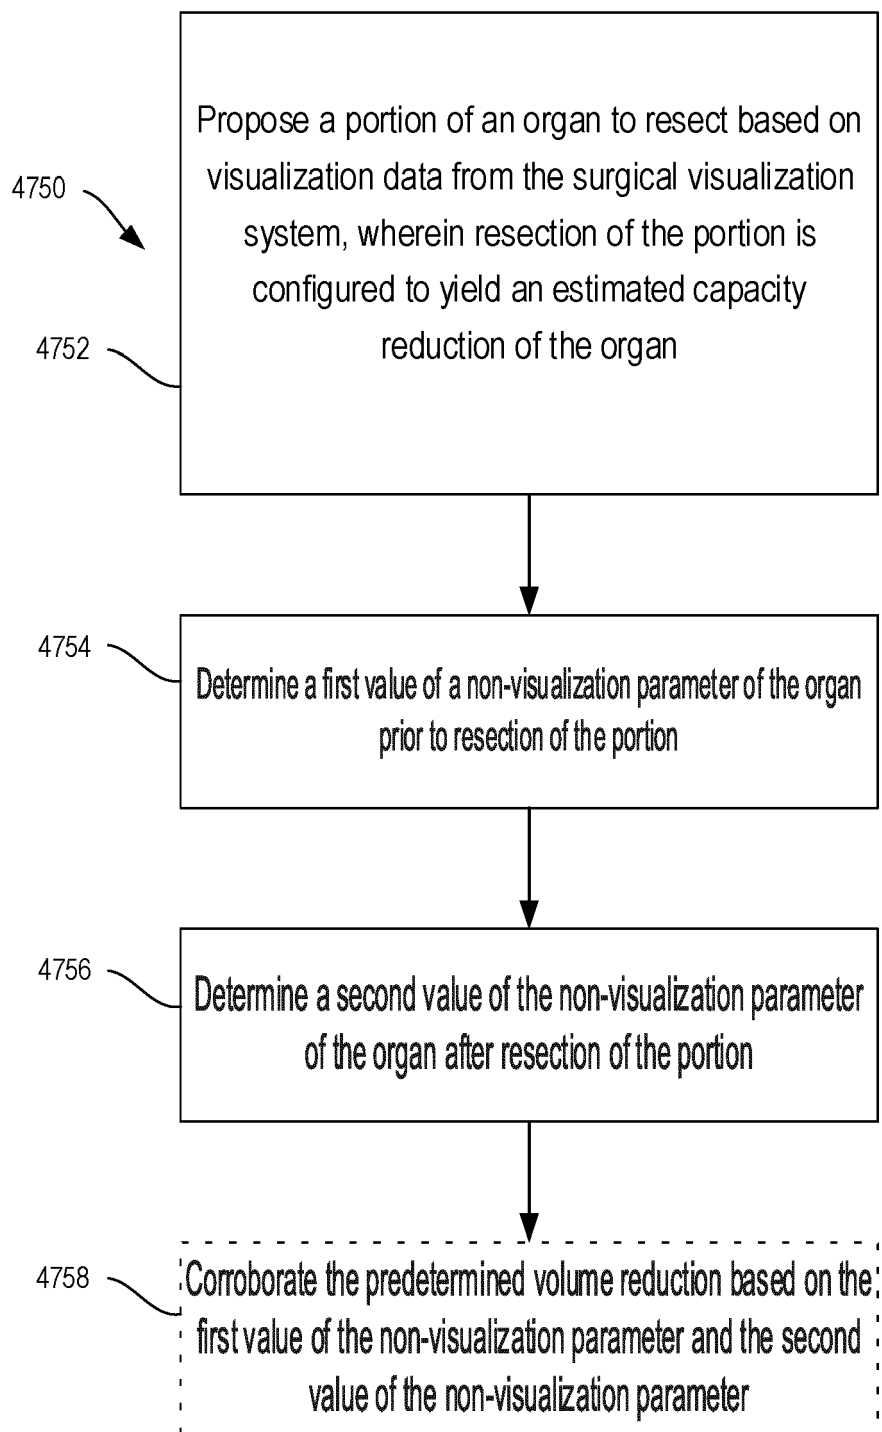 Propose a portion of an organ to resect based on
visualization data from the surgical visualization
system, wherein resection of the portion is
configured to yield an estimated capacity
reduction of the organ
4750
4752
4754
Determine a first value of a non-visualization parameter of the organ
prior to resection of the portion
4756
Determine a second value of the non-visualization parameter
of the organ after resection of the portion
4758
Corroborate the predetermined volume reduction based on the
first value of the non-visualization parameter and the second
value of the non-visualization parameter